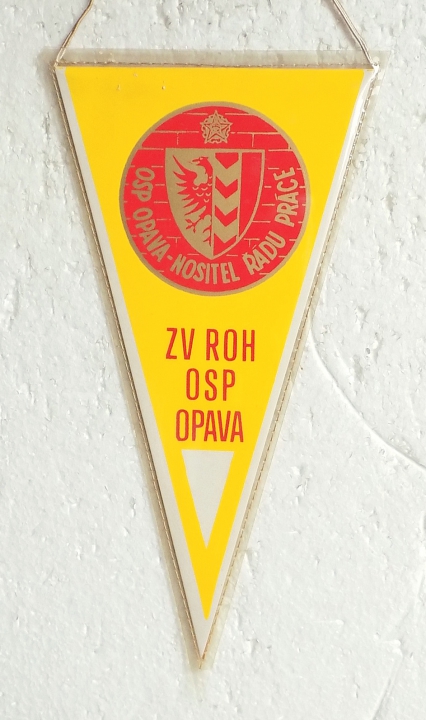 OSP OPAVA-NOSITEL ŘÁDU PRÁCE
ZV ROH
OSP
OPAVA